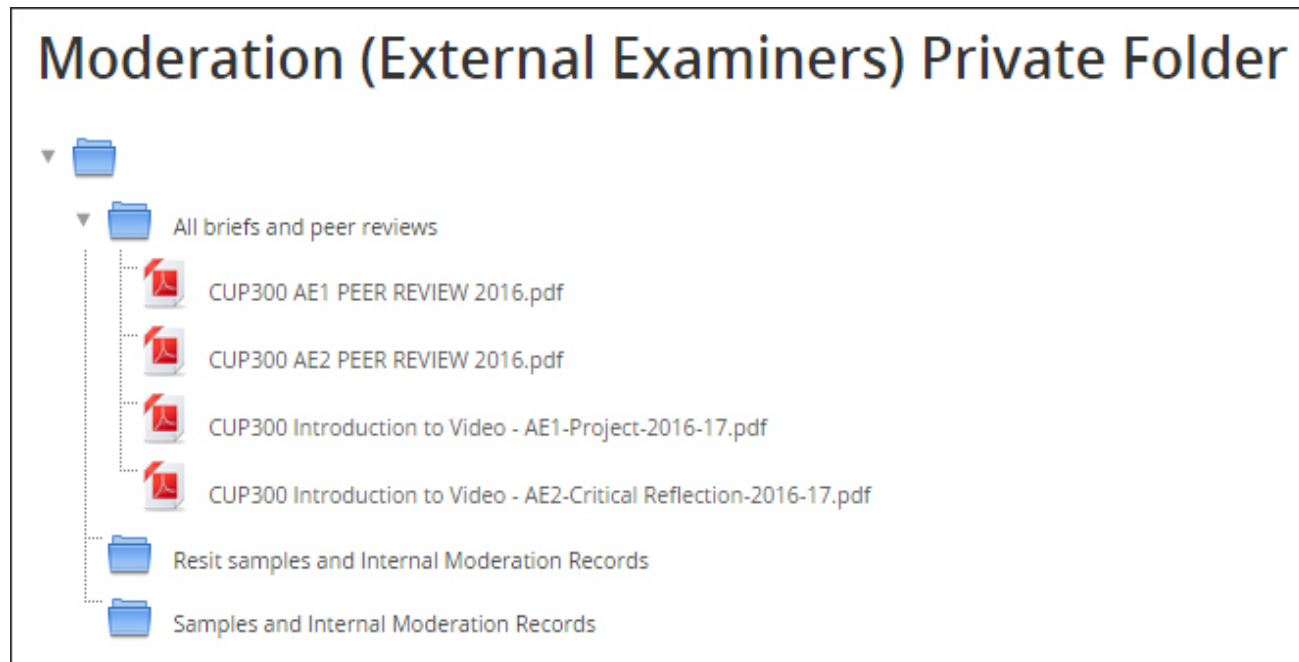 Moderation (External Examiners) Private Folder
All briefs and peer reviews
CUP300 AE1 PEER REVIEW 2016.pdf
CUP300 AE2 PEER REVIEW 2016.pdf
CUP300 Introduction to Video - AE1-Project-2016-17.pdf
CUP300 Introduction to Video - AE2-Critical Reflection-2016-17.pdf
Resit samples and Internal Moderation Records
Samples and Internal Moderation Records